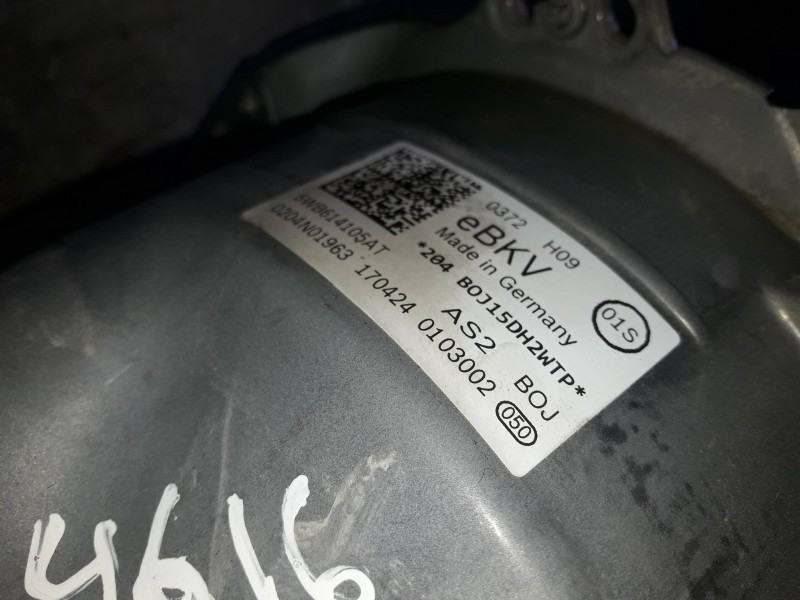 0372 H09
eBKV
Made in Germany
*204 BOJ15DH2WTP*
AS2 BOJ
01S
5WB614105AT
0204N01963 170424 0103002
050
4616